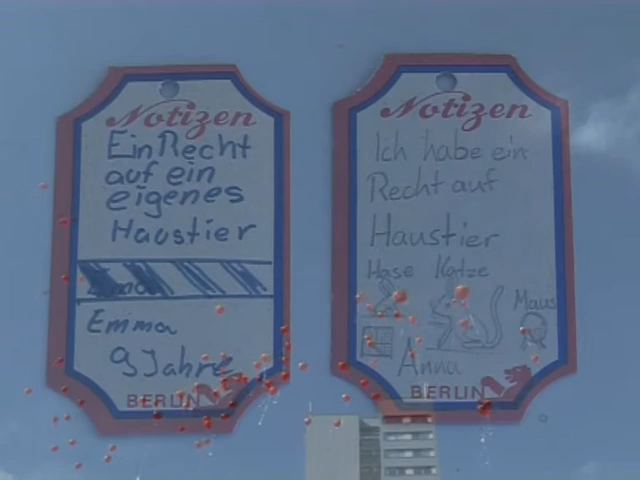 Notizen
Ein Recht
auf ein
eigenes
Haustier
Emma
9 Jahre
BERLIN
Notizen
Ich habe ein
Recht auf
Haustier
Hase Katze
Maus
Anna
BERLIN